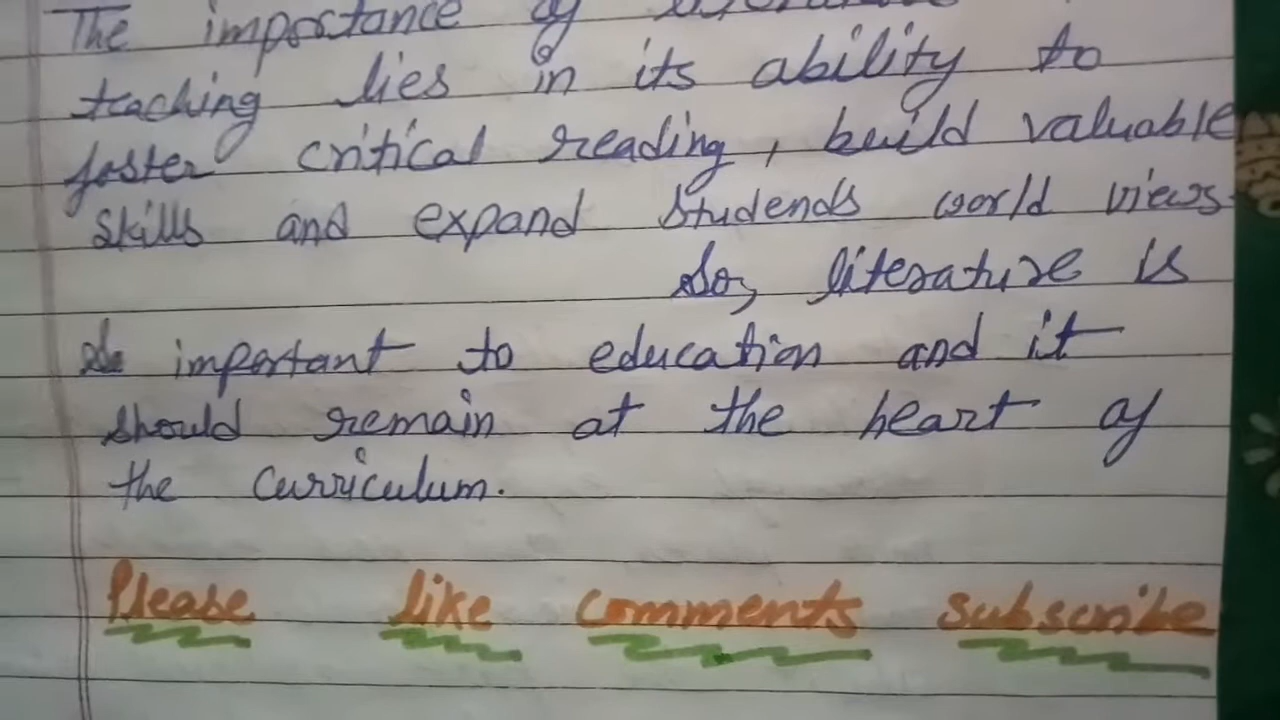 The importance of
teaching lies in its ability to
foster critical reading, build valuable
skills and expand studends world views.
So, literature is
important to education and it
should remain at the heart of
the curriculum.
Please like comments subscribe